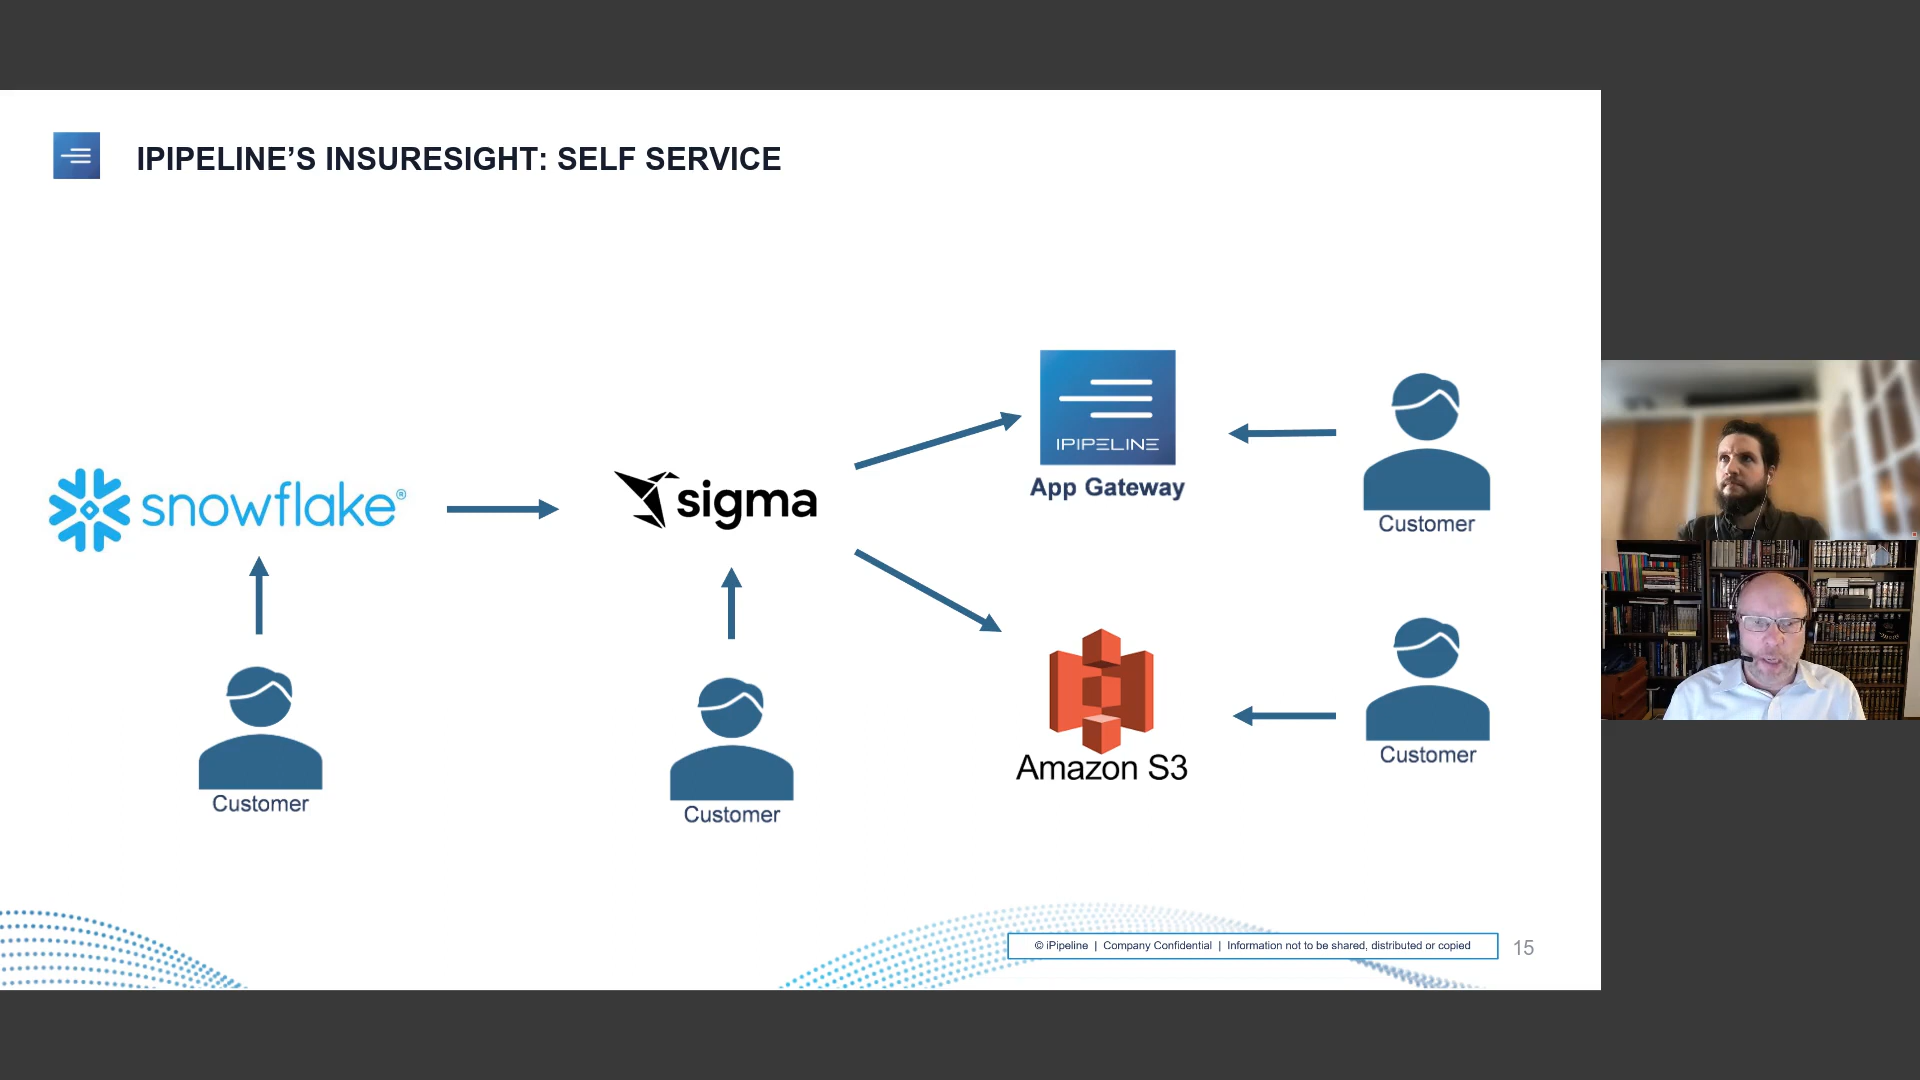 IPIPELINE’S INSURESIGHT: SELF SERVICE
snowflake®
sigma
IPIPELINE
App Gateway
Customer
Customer
Customer
Amazon S3
Customer
© iPipeline | Company Confidential | Information not to be shared, distributed or copied
15